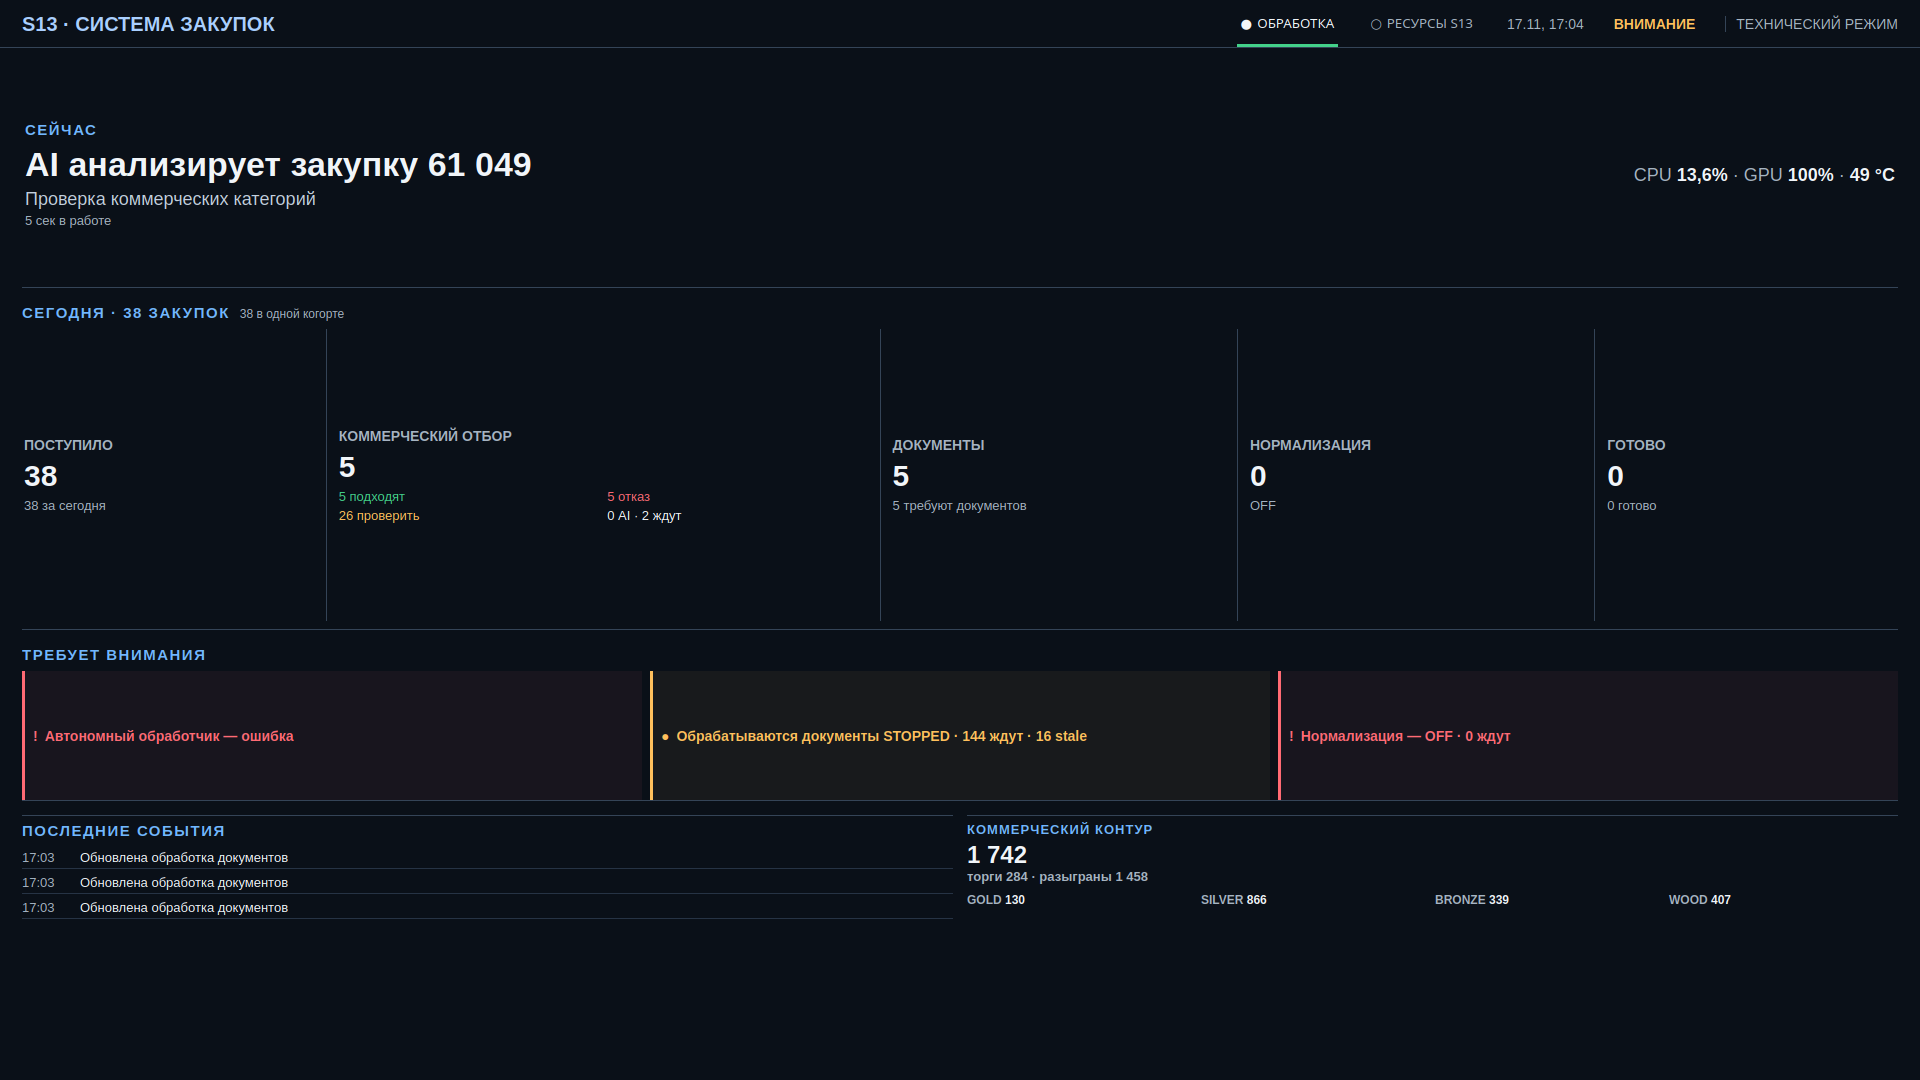 S13 · СИСТЕМА ЗАКУПОК
● ОБРАБОТКА
○ РЕСУРСЫ S13
17.11, 17:04
ВНИМАНИЕ
ТЕХНИЧЕСКИЙ РЕЖИМ
СЕЙЧАС
AI анализирует закупку 61 049
Проверка коммерческих категорий
5 сек в работе
CPU 13,6% · GPU 100% · 49 °C
СЕГОДНЯ · 38 ЗАКУПОК 38 в одной когорте
ПОСТУПИЛО
38
38 за сегодня
КОММЕРЧЕСКИЙ ОТБОР
5
5 подходят
5 отказ
26 проверить
0 AI · 2 ждут
ДОКУМЕНТЫ
5
5 требуют документов
НОРМАЛИЗАЦИЯ
0
OFF
ГОТОВО
0
0 готово
ТРЕБУЕТ ВНИМАНИЯ
! Автономный обработчик — ошибка
● Обрабатываются документы STOPPED · 144 ждут · 16 stale
! Нормализация — OFF · 0 ждут
ПОСЛЕДНИЕ СОБЫТИЯ
17:03 Обновлена обработка документов
17:03 Обновлена обработка документов
17:03 Обновлена обработка документов
КОММЕРЧЕСКИЙ КОНТУР
1 742
торги 284 · разыграны 1 458
GOLD 130
SILVER 866
BRONZE 339
WOOD 407